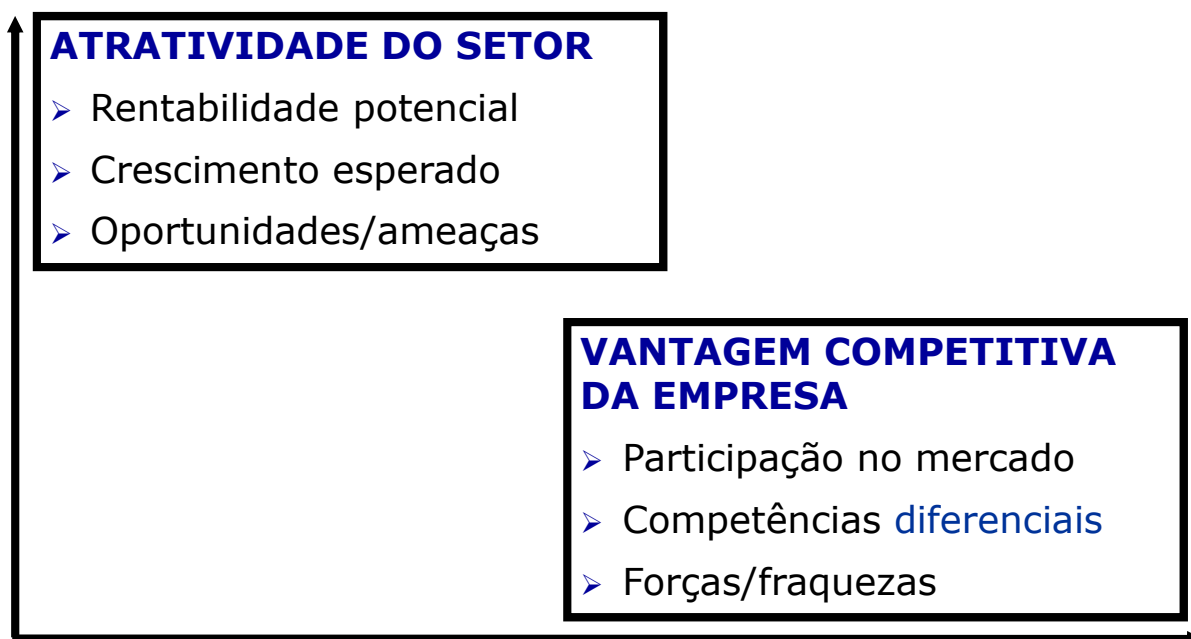 ATRATIVIDADE DO SETOR
➢ Rentabilidade potencial
➢ Crescimento esperado
➢ Oportunidades/ameaças
VANTAGEM COMPETITIVA
DA EMPRESA
➢ Participação no mercado
➢ Competências diferenciais
➢ Forças/fraquezas